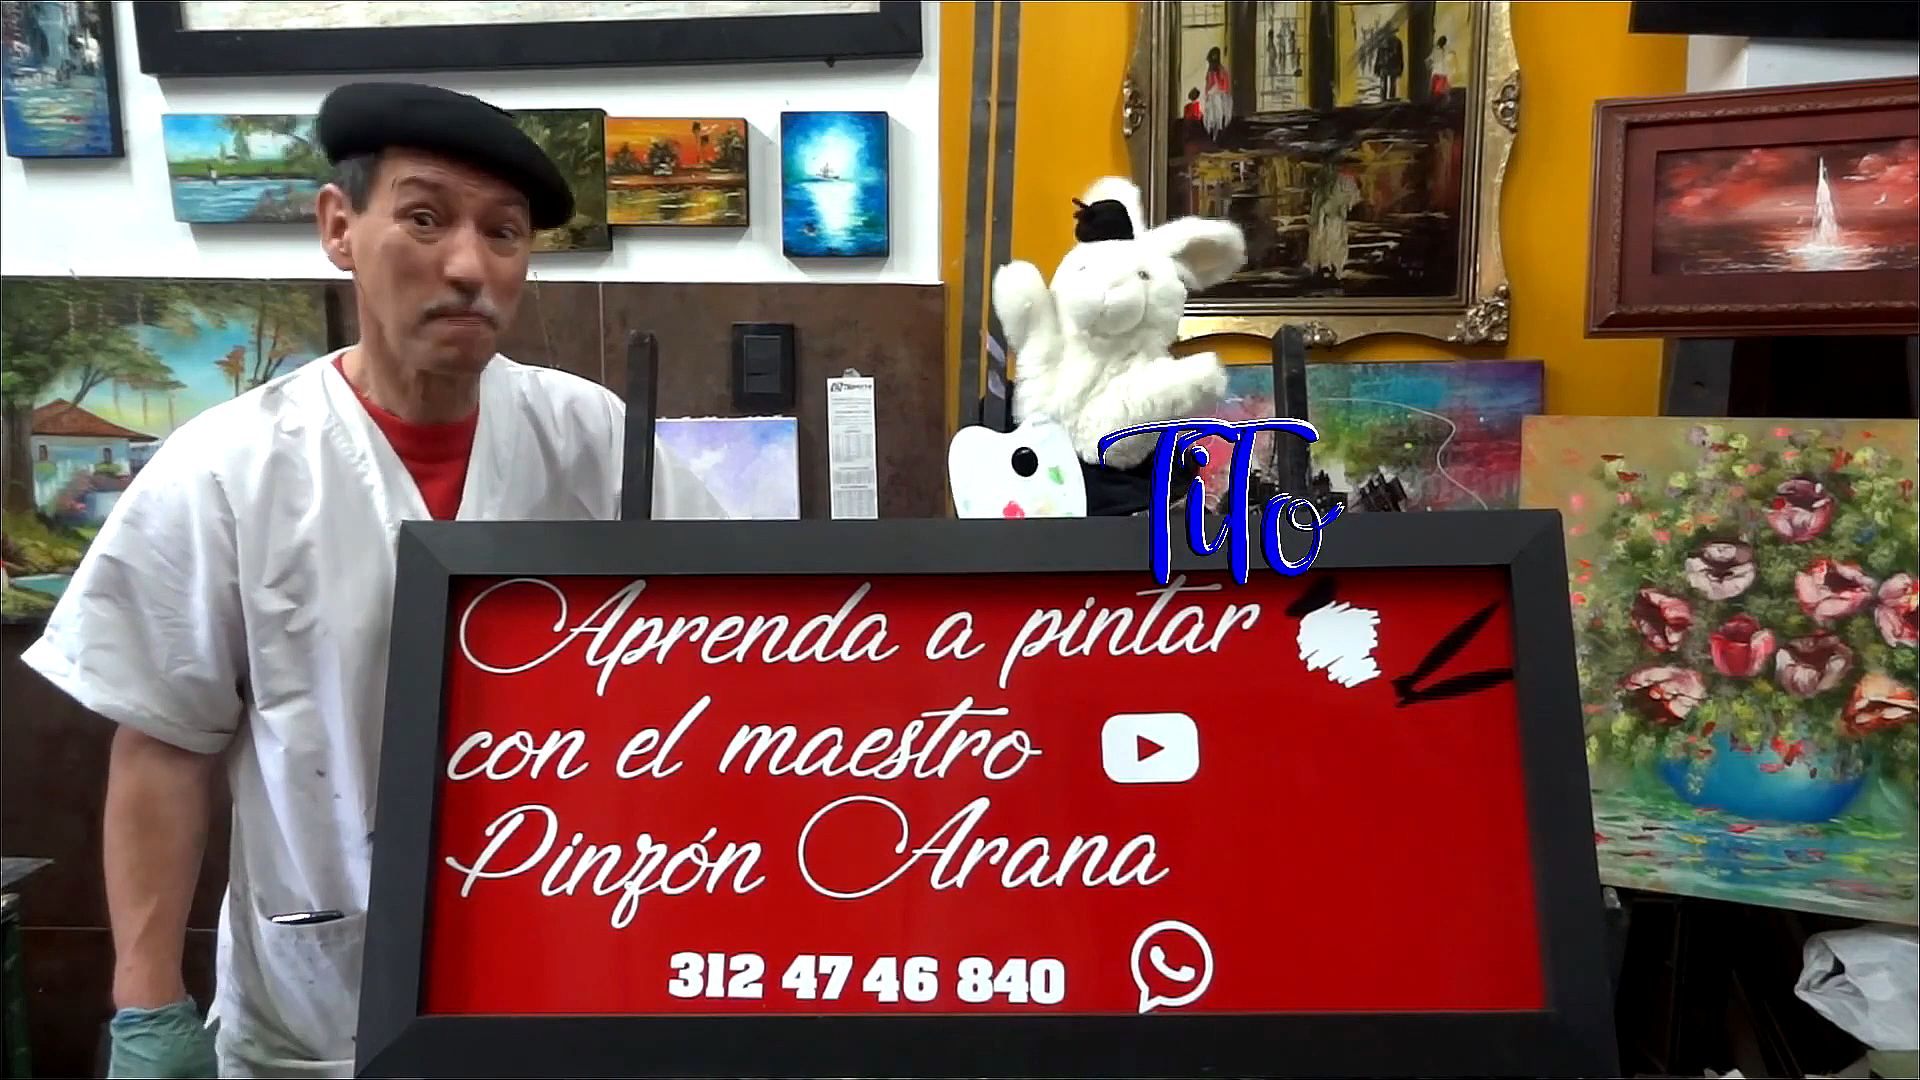 TiTo
Aprenda a pintar
con el maestro
Pinzón Arana
312 47 46 840